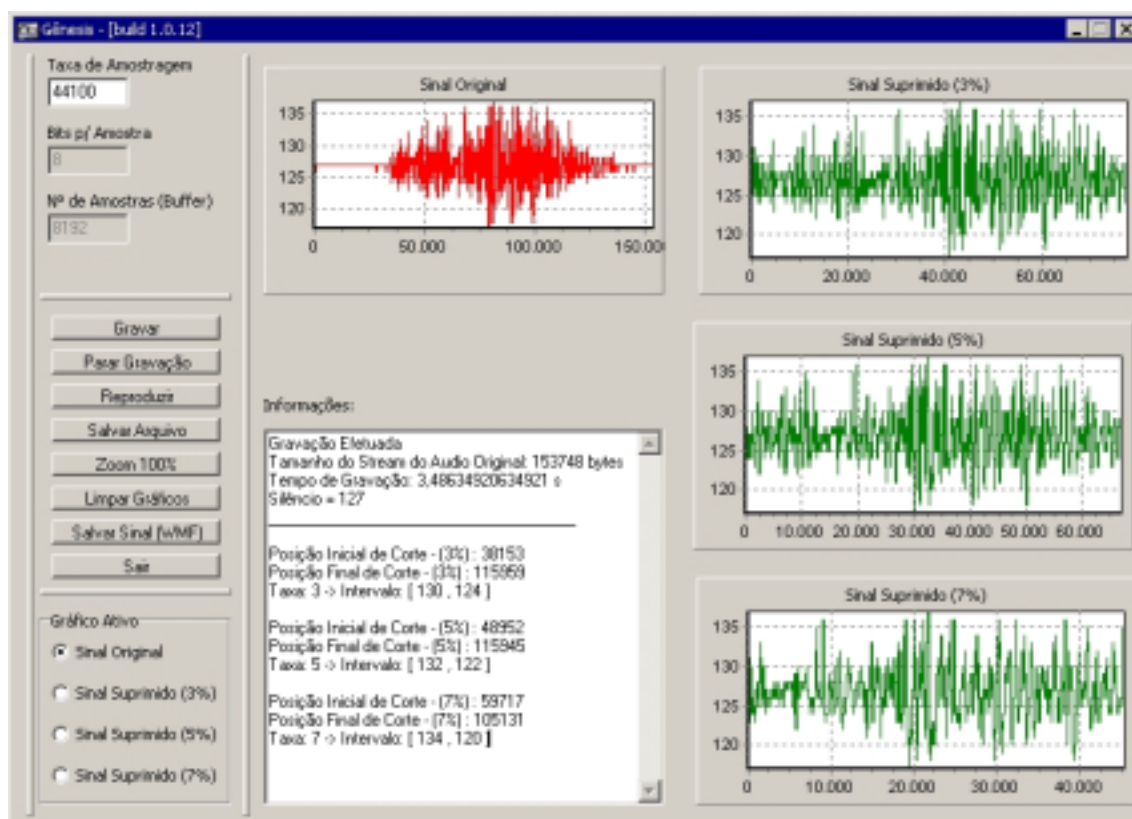 Gênesis - [build 1.0.12]
Taxa de Amostragem
44100
Bits p/ Amostra
8
Nº de Amostras (Buffer)
8192
Gravar
Parar Gravação
Reproduzir
Salvar Arquivo
Zoom 100%
Limpar Gráficos
Salvar Sinal (WMF)
Sair
Gráfico Ativo
Sinal Original
Sinal Suprimido (3%)
Sinal Suprimido (5%)
Sinal Suprimido (7%)
Sinal Original
135
130
125
120
0 50.000 100.000 150.00
Informações:
Gravação Efetuada
Tamanho do Stream do Audio Original: 153748 bytes
Tempo de Gravação: 3,48634920634921 s
Silêncio = 127
Posição Inicial de Corte - (3%) : 38153
Posição Final de Corte - (3%) : 115959
Taxa: 3 -> Intervalo: [ 130 , 124 ]
Posição Inicial de Corte - (5%) : 48952
Posição Final de Corte - (5%) : 115945
Taxa: 5 -> Intervalo: [ 132 , 122 ]
Posição Inicial de Corte - (7%) : 59717
Posição Final de Corte - (7%) : 105131
Taxa: 7 -> Intervalo: [ 134 , 120 ]
Sinal Suprimido (3%)
135
130
125
120
0 20.000 40.000 60.000
Sinal Suprimido (5%)
135
130
125
120
0 10.000 20.000 30.000 40.000 50.000 60.000
Sinal Suprimido (7%)
135
130
125
120
0 10.000 20.000 30.000 40.000